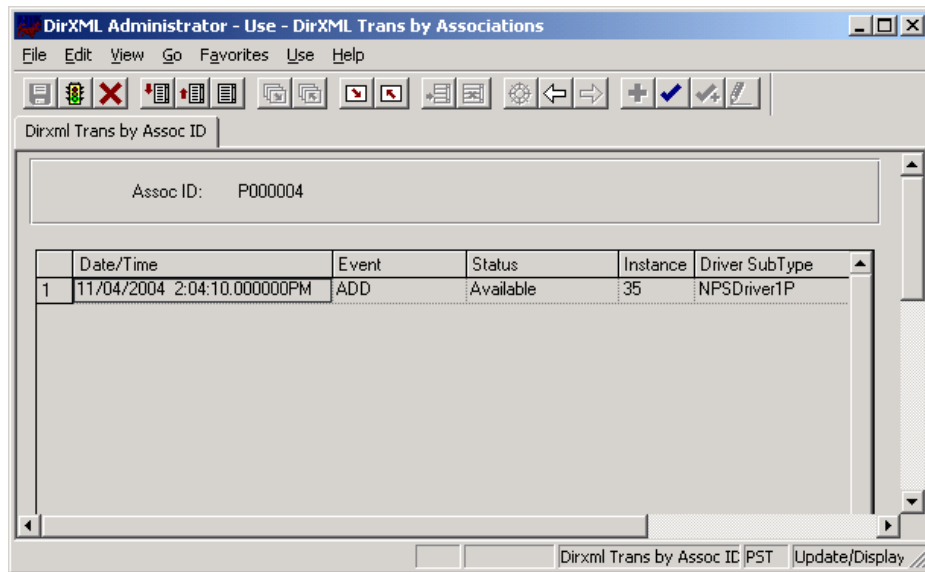 DirXML Administrator - Use - DirXML Trans by Associations
File Edit View Go Favorites Use Help
Dirxml Trans by Assoc ID
Assoc ID: P000004
Date/Time Event Status Instance Driver SubType
1 11/04/2004 2:04:10.000000PM ADD Available 35 NPSDriver1P
Dirxml Trans by Assoc ID PST Update/Display